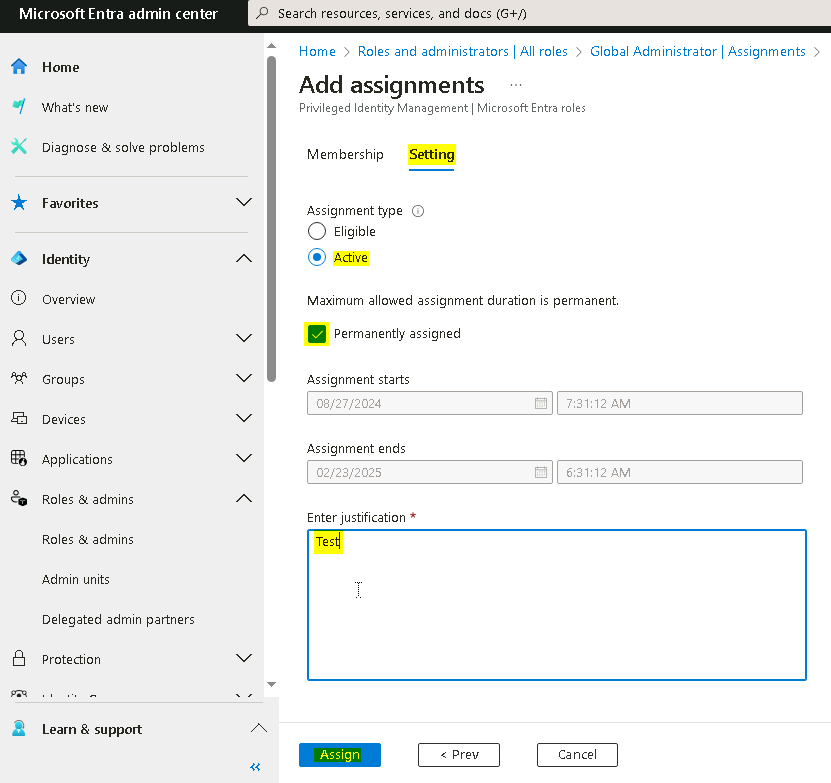 Microsoft Entra admin center
Search resources, services, and docs (G+/)
Home
What's new
Diagnose & solve problems
Favorites
Identity
Overview
Users
Groups
Devices
Applications
Roles & admins
Roles & admins
Admin units
Delegated admin partners
Protection
Learn & support
Home > Roles and administrators | All roles > Global Administrator | Assignments >
Add assignments ...
Privileged Identity Management | Microsoft Entra roles
Membership Setting
Assignment type
Eligible
Active
Maximum allowed assignment duration is permanent.
Permanently assigned
Assignment starts
08/27/2024 7:31:12 AM
Assignment ends
02/23/2025 6:31:12 AM
Enter justification *
Test
Assign < Prev Cancel